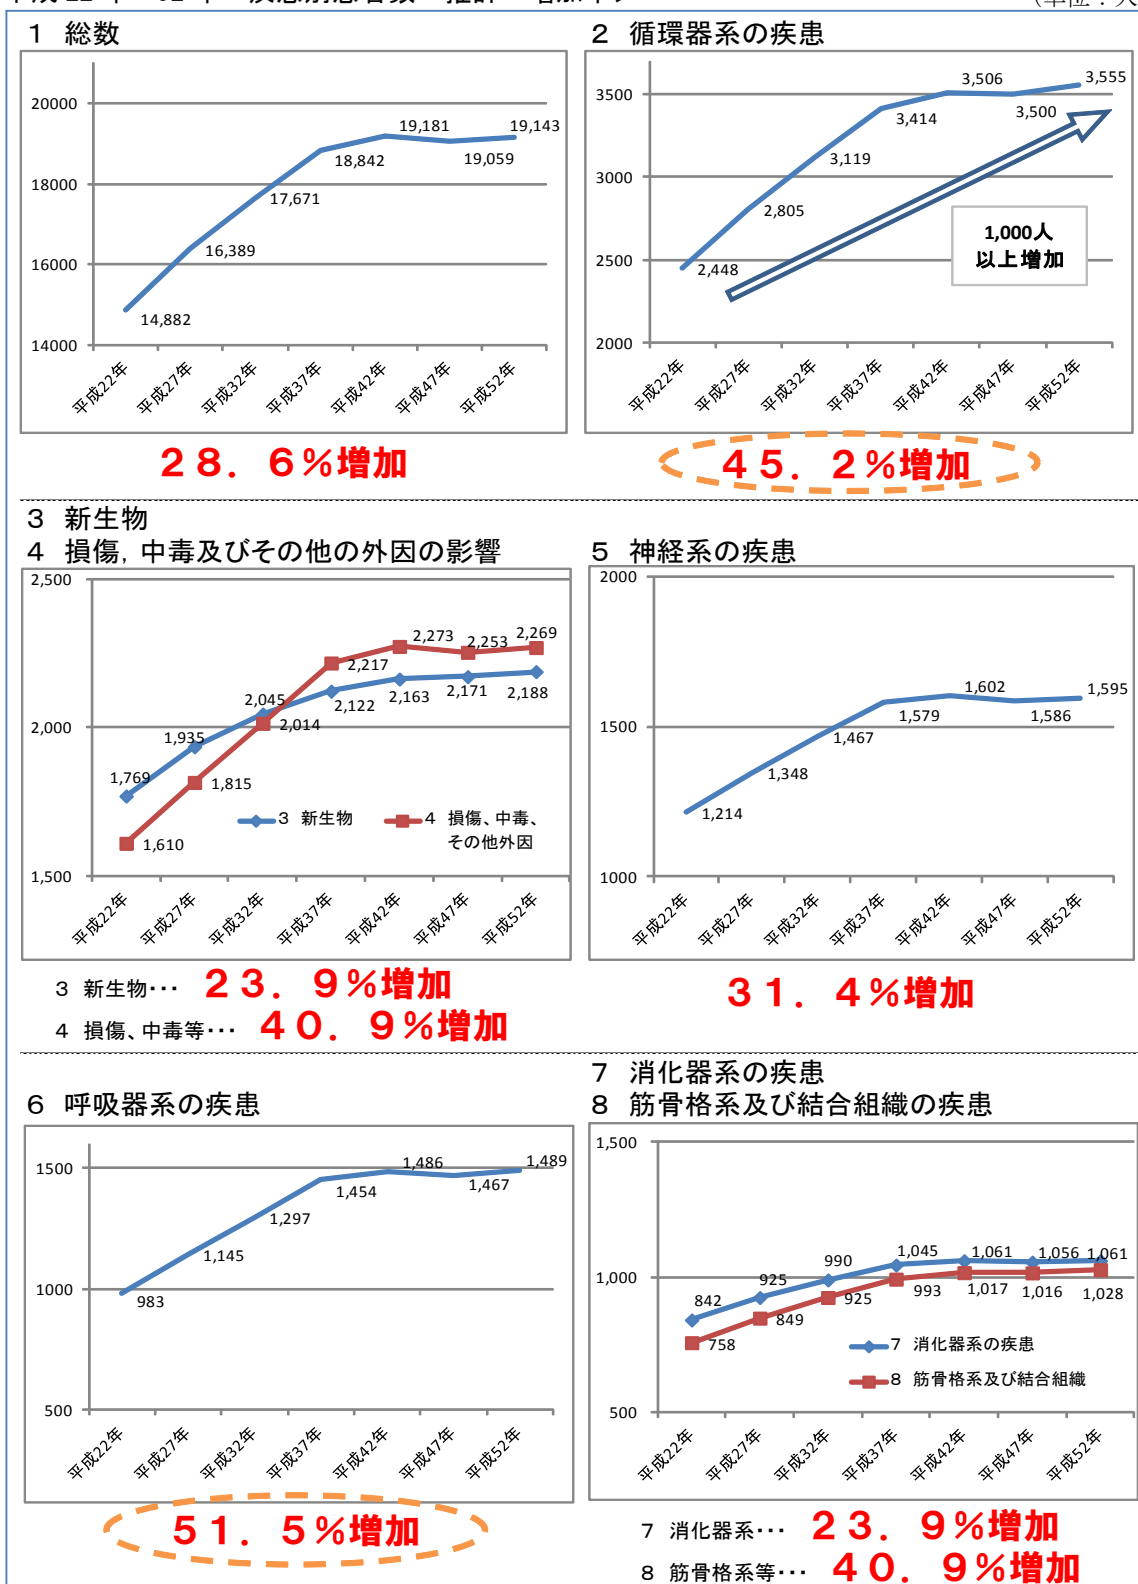 1 総数
20000
18000
16000
14000
14,882
16,389
17,671
18,842
19,181
19,059
19,143
平成22年
平成27年
平成32年
平成37年
平成42年
平成47年
平成52年
28．6％増加
2 循環器系の疾患
3500
3000
2500
2000
2,448
2,805
3,119
3,414
3,506
3,500
3,555
1,000人
以上増加
平成22年
平成27年
平成32年
平成37年
平成42年
平成47年
平成52年
45．2％増加
3 新生物
4 損傷，中毒及びその他の外因の影響
2,500
2,000
1,500
1,769
1,935
2,045
2,122
2,163
2,171
2,188
1,610
1,815
2,014
2,217
2,273
2,253
2,269
3 新生物
4 損傷、中毒、
その他外因
平成22年
平成27年
平成32年
平成37年
平成42年
平成47年
平成52年
3 新生物･･･ 23．9％増加
4 損傷、中毒等･･･ 40．9％増加
5 神経系の疾患
2000
1500
1000
1,214
1,348
1,467
1,579
1,602
1,586
1,595
平成22年
平成27年
平成32年
平成37年
平成42年
平成47年
平成52年
31．4％増加
6 呼吸器系の疾患
1500
1000
500
983
1,145
1,297
1,454
1,486
1,467
1,489
平成22年
平成27年
平成32年
平成37年
平成42年
平成47年
平成52年
51．5％増加
7 消化器系の疾患
8 筋骨格系及び結合組織の疾患
1,500
1,000
500
842
925
990
1,045
1,061
1,056
1,061
758
849
925
993
1,017
1,016
1,028
7 消化器系の疾患
8 筋骨格系及び結合組織
平成22年
平成27年
平成32年
平成37年
平成42年
平成47年
平成52年
7 消化器系･･･ 23．9％増加
8 筋骨格系等･･･ 40．9％増加